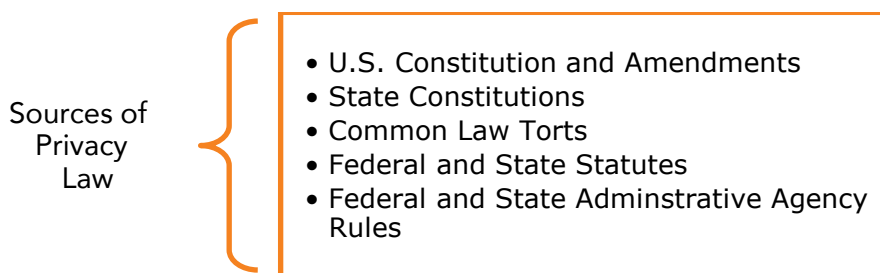 Sources of
Privacy
Law
• U.S. Constitution and Amendments
• State Constitutions
• Common Law Torts
• Federal and State Statutes
• Federal and State Adminstrative Agency
Rules